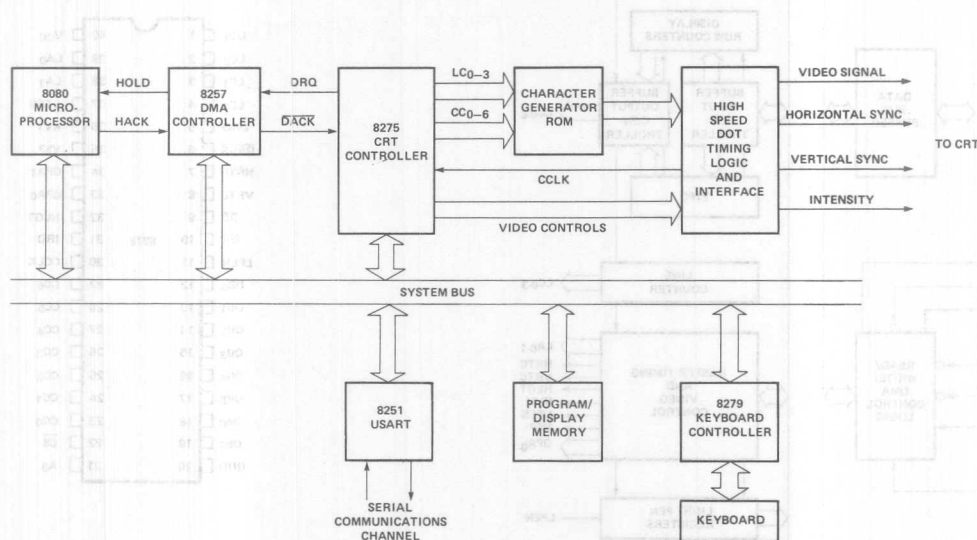 8080
MICRO-
PROCESSOR
HOLD
HACK
8257
DMA
CONTROLLER
DRQ
DACK
8275
CRT
CONTROLLER
LC0–3
CC0–6
CHARACTER
GENERATOR
ROM
CCLK
VIDEO CONTROLS
HIGH
SPEED
DOT
TIMING
LOGIC
AND
INTERFACE
VIDEO SIGNAL
HORIZONTAL SYNC
VERTICAL SYNC
INTENSITY
TO CRT
SYSTEM BUS
8251
USART
SERIAL
COMMUNICATIONS
CHANNEL
PROGRAM/
DISPLAY
MEMORY
8279
KEYBOARD
CONTROLLER
KEYBOARD